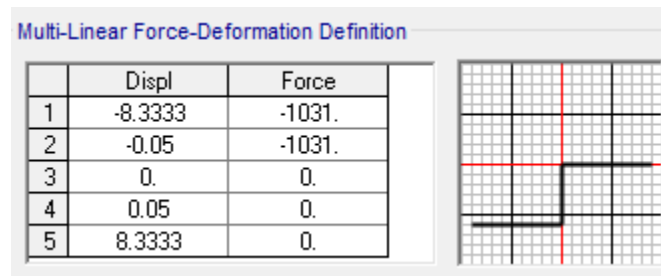 Multi-Linear Force-Deformation Definition
Displ Force
1 -8.3333 -1031.
2 -0.05 -1031.
3 0. 0.
4 0.05 0.
5 8.3333 0.